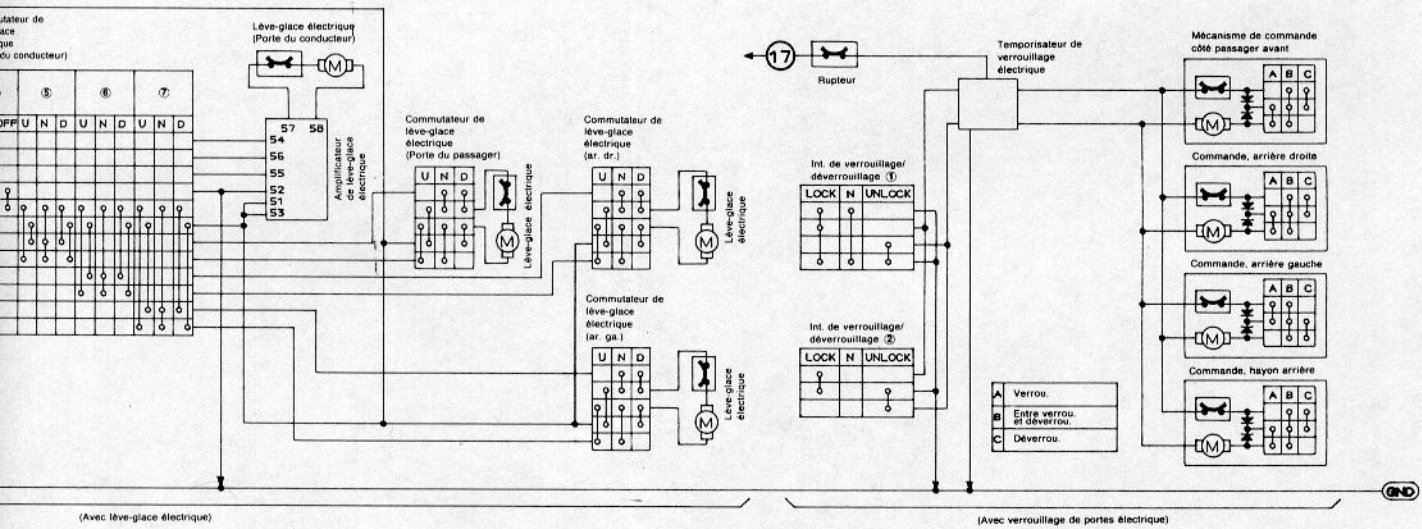 du conducteur)
⑤ ⑥ ⑦
OFF U N D U N D U N D
Lève-glace électrique
(Porte du conducteur)
M
57 58
54
56
55
52
51
53
Amplificateur
de lève-glace
électrique
Commutateur de
lève-glace
électrique
(Porte du passager)
U N D
M
Lève-glace électrique
Commutateur de
lève-glace
électrique
(ar. dr.)
U N D
M
Lève-glace
électrique
Commutateur de
lève-glace
électrique
(ar. ga.)
U N D
M
Lève-glace
électrique
(Avec lève-glace électrique)
17
Rupteur
Temporisateur de
verrouillage
électrique
Int. de verrouillage/
déverrouillage ①
LOCK N UNLOCK
Int. de verrouillage/
déverrouillage ②
LOCK N UNLOCK
A Verrou.
B Entre verrou.
et déverrou.
C Déverrou.
Mécanisme de commande
côté passager avant
A B C
M
Commande, arrière droite
A B C
M
Commande, arrière gauche
A B C
M
Commande, hayon arrière
A B C
M
GND
(Avec verrouillage de portes électrique)